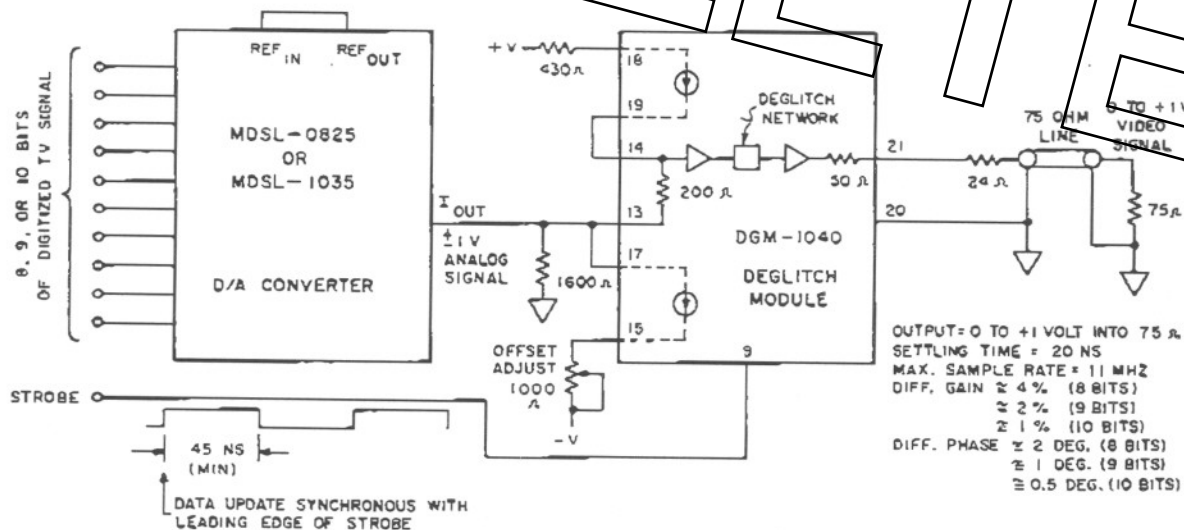 REF IN
REF OUT
8, 9, OR 10 BITS
OF DIGITIZED TV SIGNAL
MDSL-0825
OR
MDSL-1035
D/A CONVERTER
I OUT
± 1 V
ANALOG
SIGNAL
1600 Ω
+V
430 Ω
18
19
14
13
17
15
9
DEGLITCH
NETWORK
200 Ω
50 Ω
21
20
DGM-1040
DEGLITCH
MODULE
24 Ω
75 OHM
LINE
0 TO +1 V
VIDEO
SIGNAL
75 Ω
OFFSET
ADJUST
1000
Ω
-V
STROBE
45 NS
(MIN)
DATA UPDATE SYNCHRONOUS WITH
LEADING EDGE OF STROBE
OUTPUT = 0 TO +1 VOLT INTO 75 Ω
SETTLING TIME = 20 NS
MAX. SAMPLE RATE = 11 MHZ
DIFF. GAIN ≅ 4 % (8 BITS)
≅ 2 % (9 BITS)
≅ 1 % (10 BITS)
DIFF. PHASE ≅ 2 DEG. (8 BITS)
≅ 1 DEG. (9 BITS)
≅ 0.5 DEG. (10 BITS)